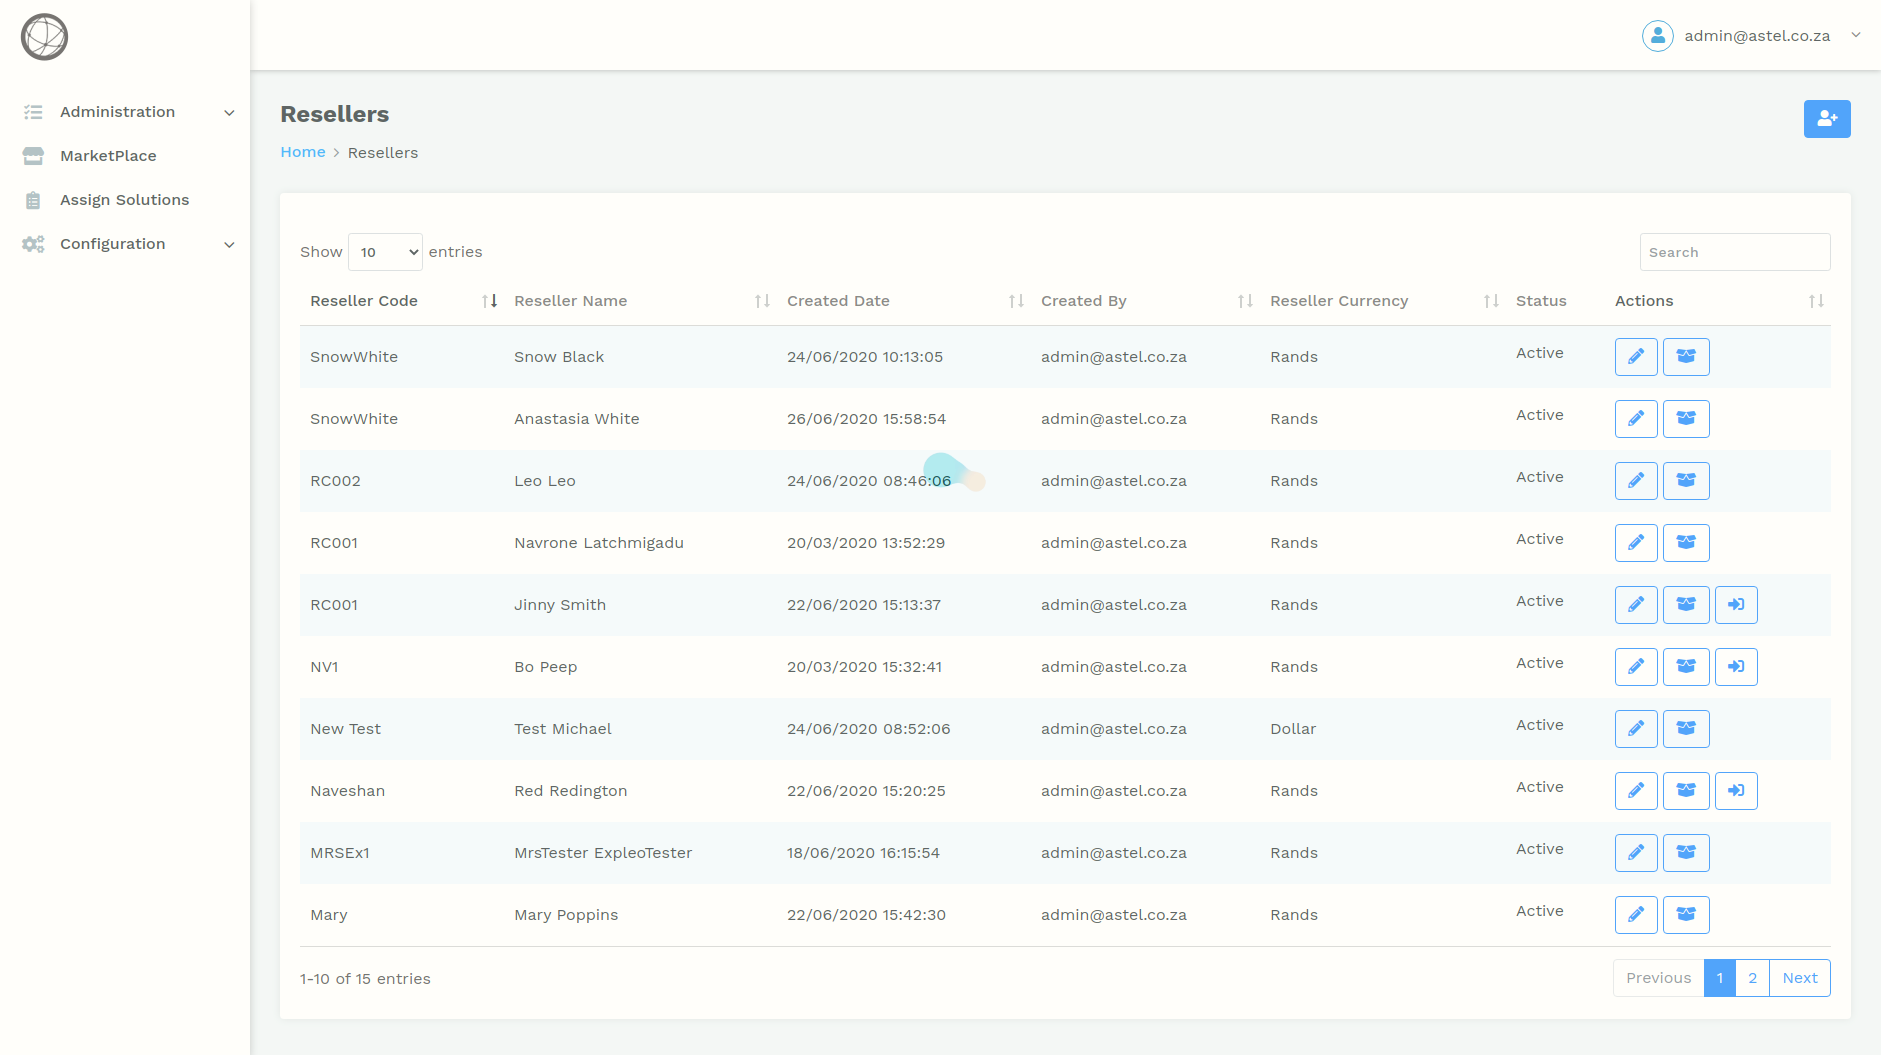 admin@astel.co.za
Administration
MarketPlace
Assign Solutions
Configuration
Resellers
Home > Resellers
Show 10 entries
Search
Reseller Code Reseller Name Created Date Created By Reseller Currency Status Actions
SnowWhite Snow Black 24/06/2020 10:13:05 admin@astel.co.za Rands Active
SnowWhite Anastasia White 26/06/2020 15:58:54 admin@astel.co.za Rands Active
RC002 Leo Leo 24/06/2020 08:46:06 admin@astel.co.za Rands Active
RC001 Navrone Latchmigadu 20/03/2020 13:52:29 admin@astel.co.za Rands Active
RC001 Jinny Smith 22/06/2020 15:13:37 admin@astel.co.za Rands Active
NV1 Bo Peep 20/03/2020 15:32:41 admin@astel.co.za Rands Active
New Test Test Michael 24/06/2020 08:52:06 admin@astel.co.za Dollar Active
Naveshan Red Redington 22/06/2020 15:20:25 admin@astel.co.za Rands Active
MRSEx1 MrsTester ExpleoTester 18/06/2020 16:15:54 admin@astel.co.za Rands Active
Mary Mary Poppins 22/06/2020 15:42:30 admin@astel.co.za Rands Active
1-10 of 15 entries
Previous 1 2 Next